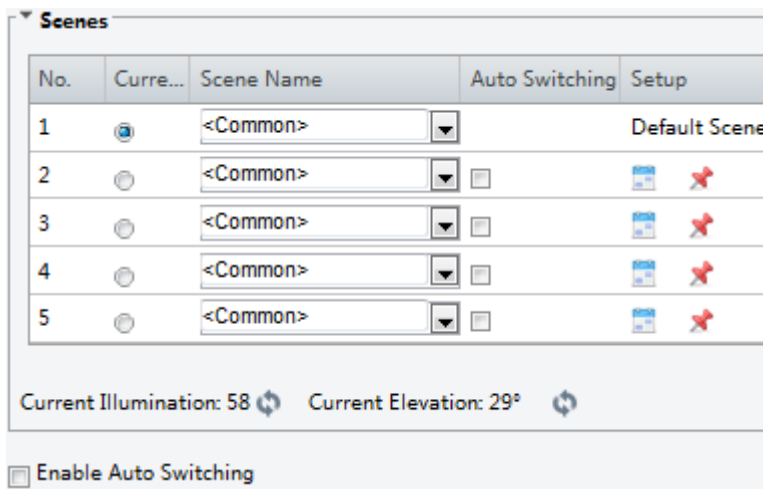 Scenes
No. Curre... Scene Name Auto Switching Setup
1 <Common> Default Scene
2 <Common>
3 <Common>
4 <Common>
5 <Common>
Current Illumination: 58 Current Elevation: 29°
Enable Auto Switching